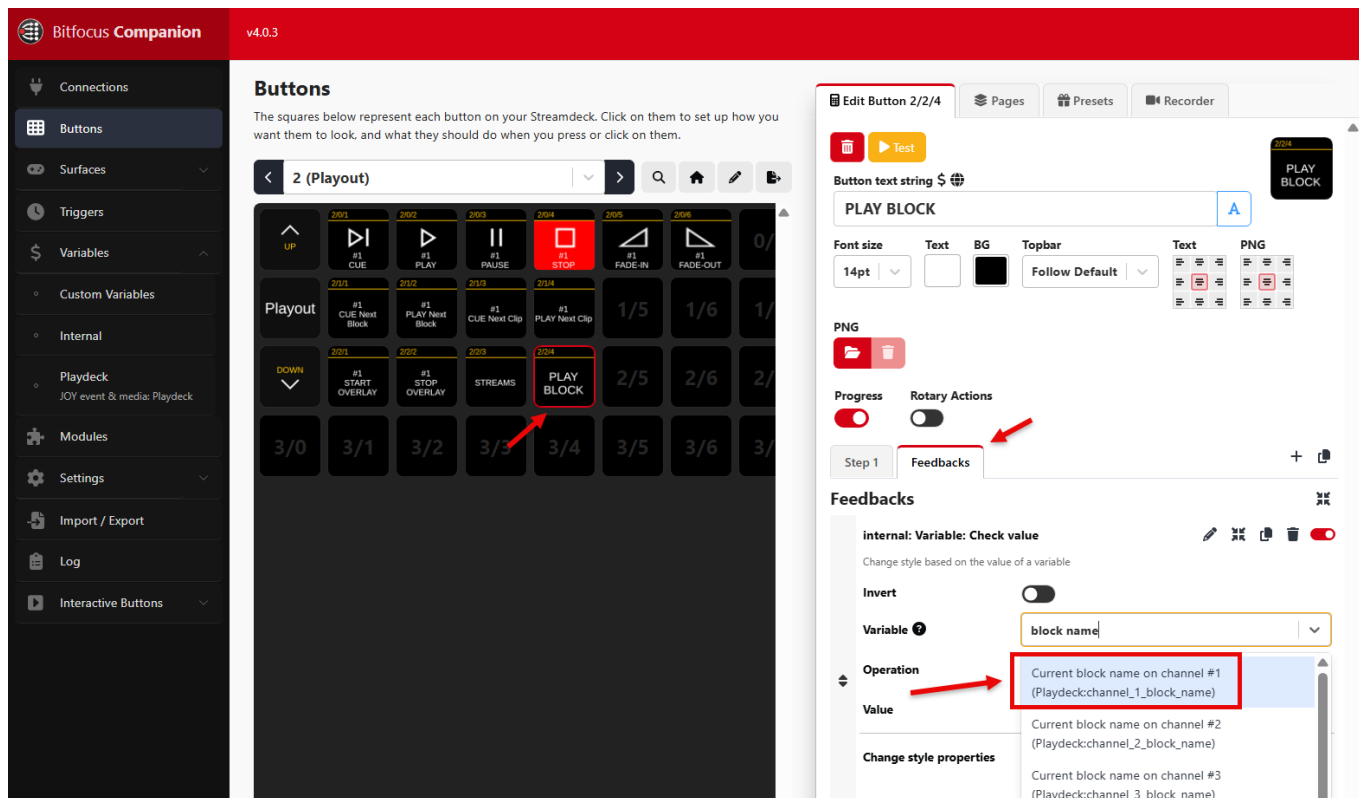 Bitfocus Companion
v4.0.3
Connections
Buttons
Surfaces
Triggers
Variables
Custom Variables
Internal
Playdeck
JOY event & media: Playdeck
Modules
Settings
Import / Export
Log
Interactive Buttons
Buttons
The squares below represent each button on your Streamdeck. Click on them to set up how you
want them to look, and what they should do when you press or click on them.
2 (Playout)
UP
2/0/1
#1
CUE
2/0/2
#1
PLAY
2/0/3
#1
PAUSE
2/0/4
#1
STOP
2/0/5
#1
FADE-IN
2/0/6
#1
FADE-OUT
0/
Playout
2/1/1
#1
CUE Next
Block
2/1/2
#1
PLAY Next
Block
2/1/3
#1
CUE Next Clip
2/1/4
#1
PLAY Next Clip
1/5
1/6
1/
DOWN
2/2/1
#1
START
OVERLAY
2/2/2
#1
STOP
OVERLAY
2/2/3
STREAMS
2/2/4
PLAY
BLOCK
2/5
2/6
2/
3/0
3/1
3/2
3/3
3/4
3/5
3/6
3/
Edit Button 2/2/4
Pages
Presets
Recorder
Test
2/2/4
PLAY
BLOCK
Button text string $
PLAY BLOCK
A
Font size
Text
BG
Topbar
Text
PNG
14pt
Follow Default
PNG
Progress
Rotary Actions
Step 1
Feedbacks
Feedbacks
internal: Variable: Check value
Change style based on the value of a variable
Invert
Variable
block name
Operation
Current block name on channel #1
(Playdeck:channel_1_block_name)
Value
Current block name on channel #2
(Playdeck:channel_2_block_name)
Change style properties
Current block name on channel #3
(Playdeck:channel_3_block_name)